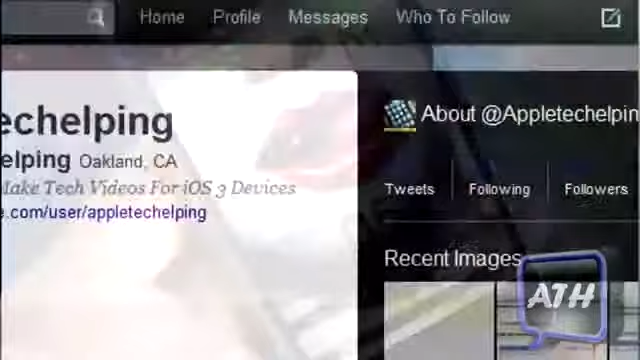 Home Profile Messages Who To Follow
echelping
elping Oakland, CA
Make Tech Videos For iOS 3 Devices
e.com/user/appletechelping
About @Appletechelpin
Tweets Following Followers
Recent Images
ATH